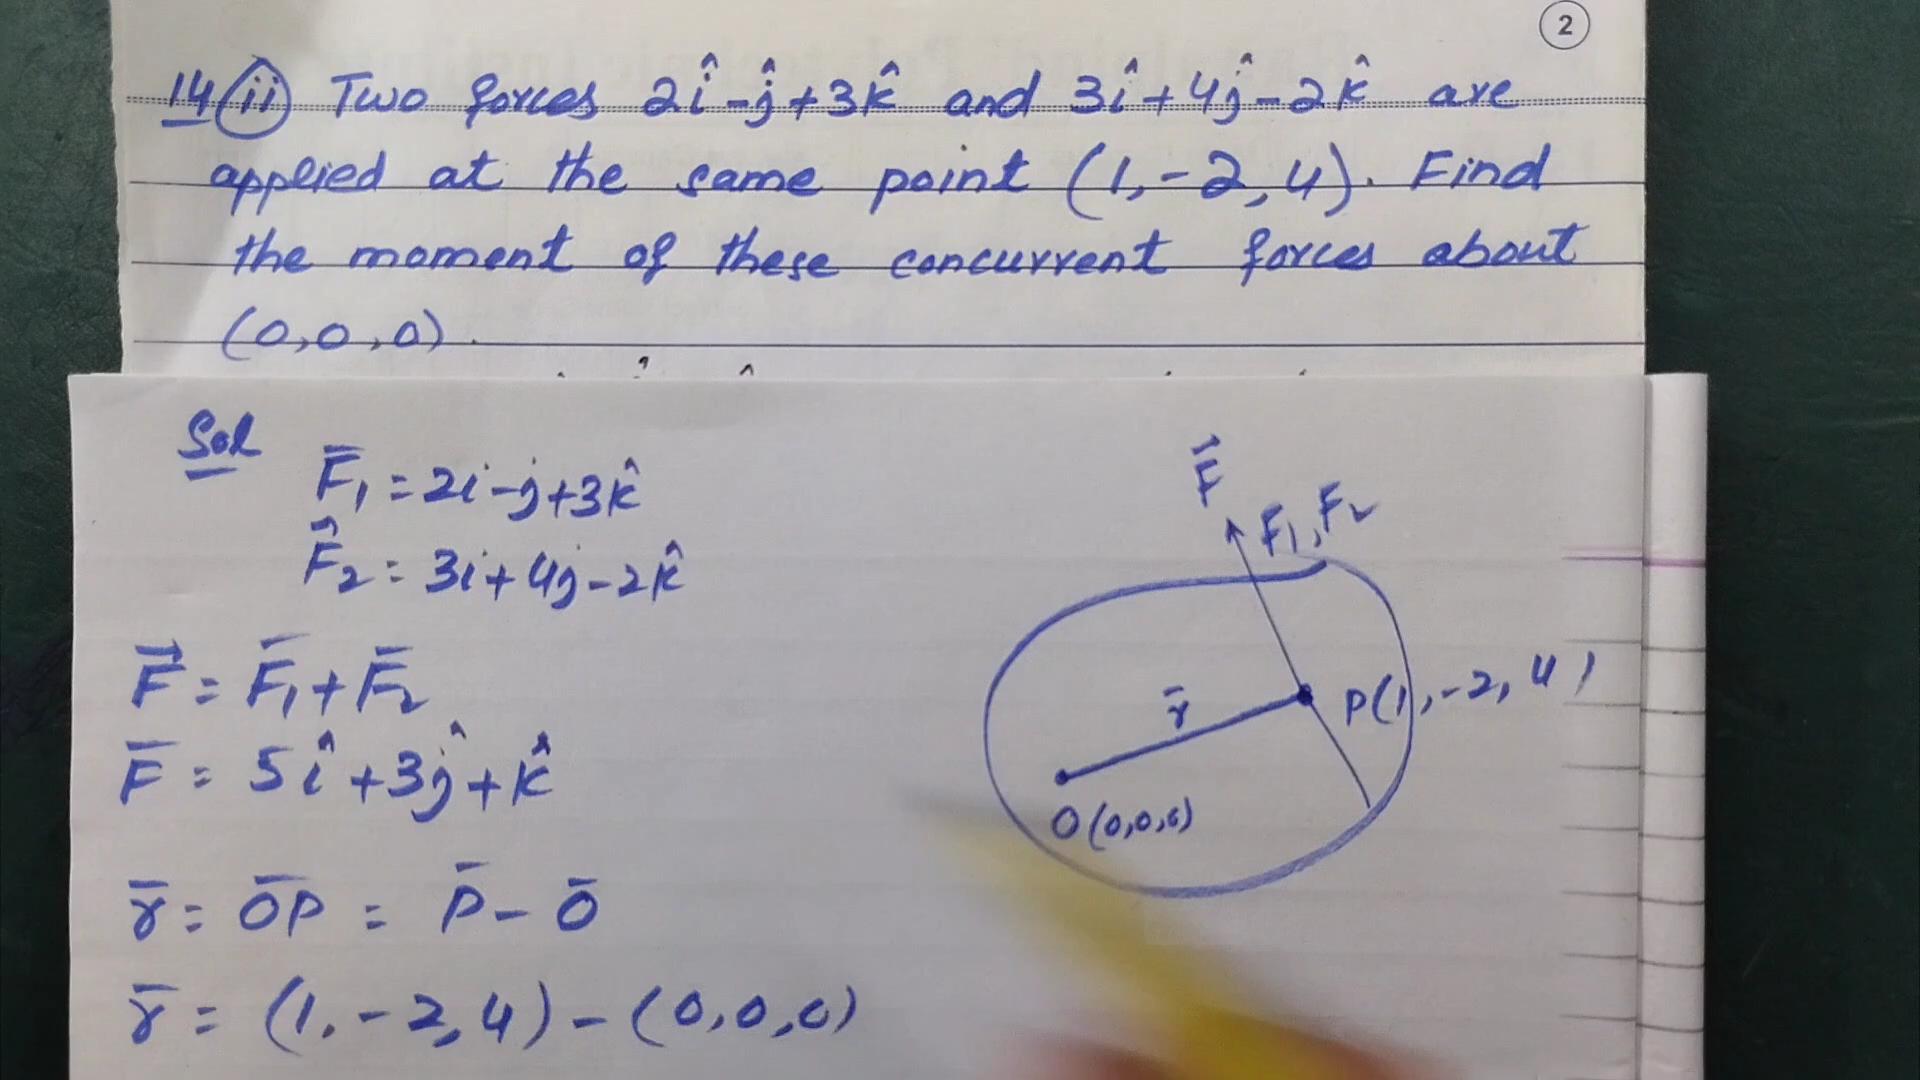 2
14 (ii) Two forces 2î-ĵ+3k̂ and 3î+4ĵ-2k̂ are
applied at the same point (1,-2,4). Find
the moment of these concurrent forces about
(0,0,0).
Sol
F̄₁ = 2i-j+3k̂
F⃗₂ = 3i+4j-2k̂
F⃗ = F̄₁+F̄₂
F̄ = 5î+3ĵ+k̂
r̄ = ŌP = P̄ - Ō
r̄ = (1,-2,4)-(0,0,0)
F̄
F₁,F₂
r̄
P(1,-2,4)
O(0,0,0)